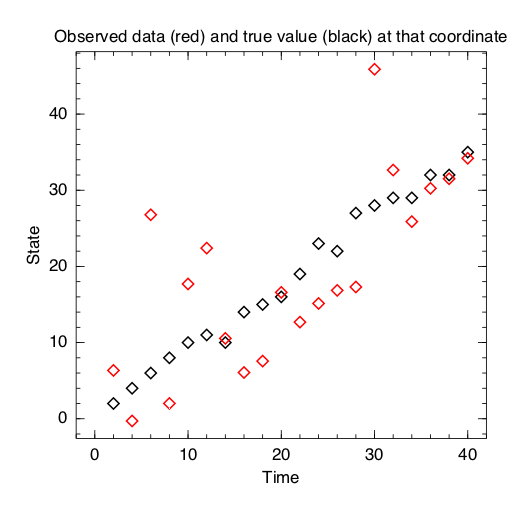 Observed data (red) and true value (black) at that coordinate
40
30
20
10
0
State
0 10 20 30 40
Time